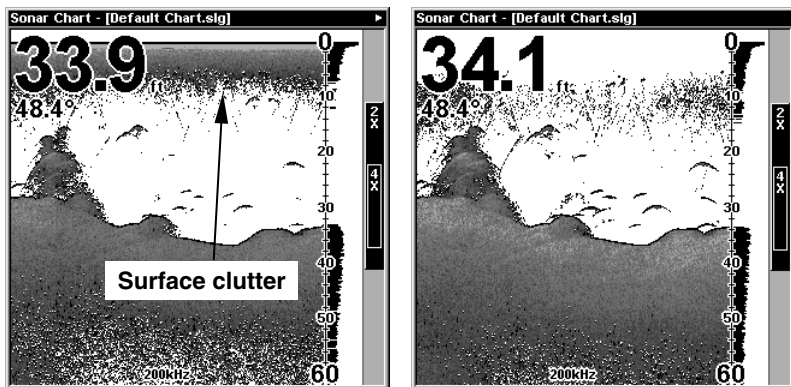 Sonar Chart - [Default Chart.slg]
33.9 ft
48.4°
0
10
20
30
40
50
60
2X
4X
Surface clutter
200kHz
Sonar Chart - [Default Chart.slg]
34.1 ft
48.4°
0
10
20
30
40
50
60
2X
4X
200kHz